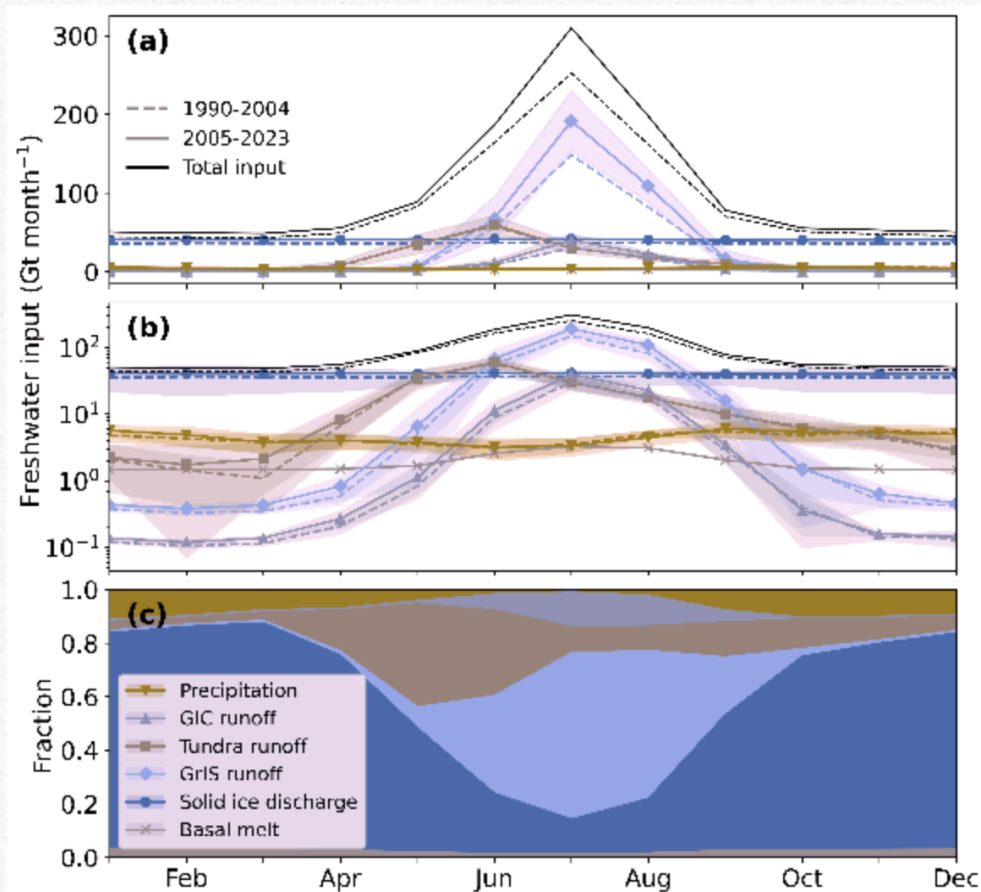 Freshwater input (Gt month⁻¹)
(a)
300
200
100
0
1990-2004
2005-2023
Total input
(b)
10²
10¹
10⁰
10⁻¹
(c)
Fraction
1.0
0.8
0.6
0.4
0.2
0.0
Precipitation
GIC runoff
Tundra runoff
GrIS runoff
Solid ice discharge
Basal melt
Feb Apr Jun Aug Oct Dec